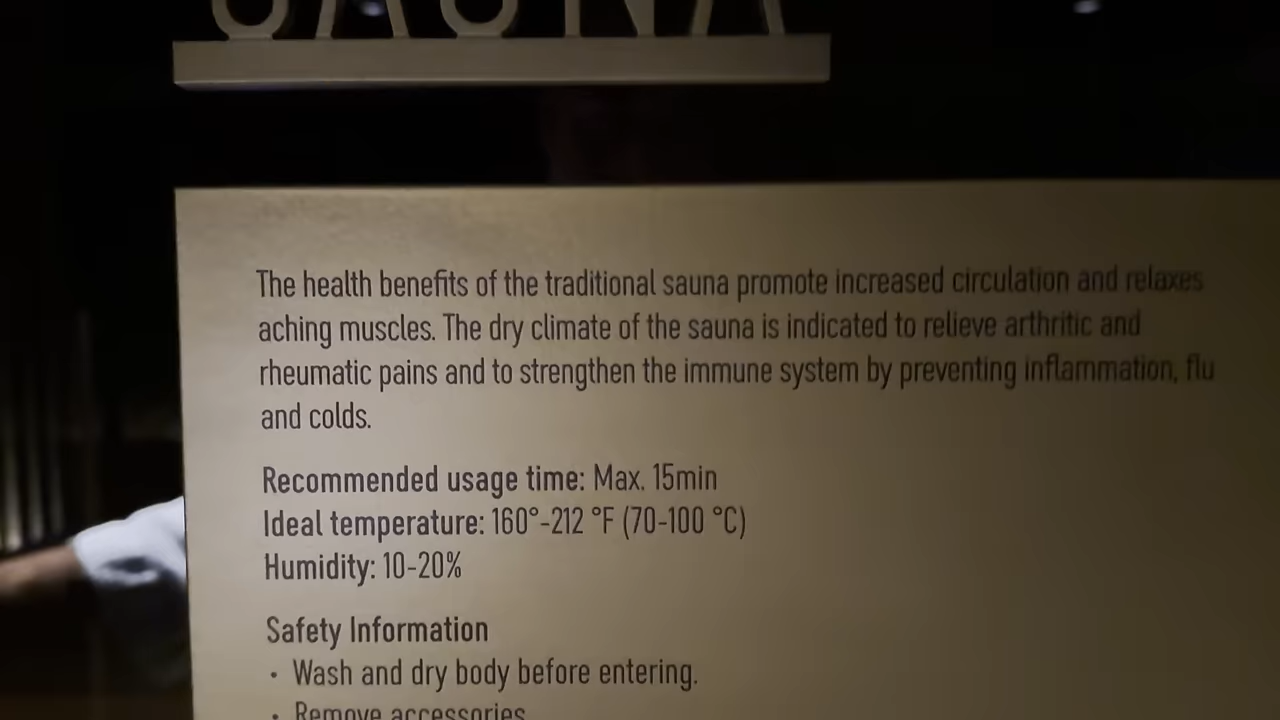 SAUNA
The health benefits of the traditional sauna promote increased circulation and relaxes
aching muscles. The dry climate of the sauna is indicated to relieve arthritic and
rheumatic pains and to strengthen the immune system by preventing inflammation, flu
and colds.
Recommended usage time: Max. 15min
Ideal temperature: 160°-212 °F (70-100 °C)
Humidity: 10-20%
Safety Information
· Wash and dry body before entering.
· Remove accessories